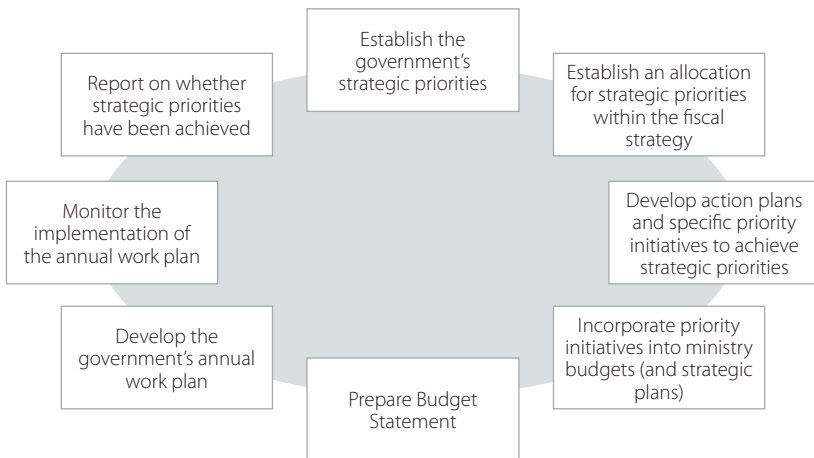 Establish the
government’s
strategic priorities
Establish an allocation
for strategic priorities
within the fiscal
strategy
Develop action plans
and specific priority
initiatives to achieve
strategic priorities
Incorporate priority
initiatives into ministry
budgets (and strategic
plans)
Prepare Budget
Statement
Develop the
government’s annual
work plan
Monitor the
implementation of
the annual work plan
Report on whether
strategic priorities
have been achieved